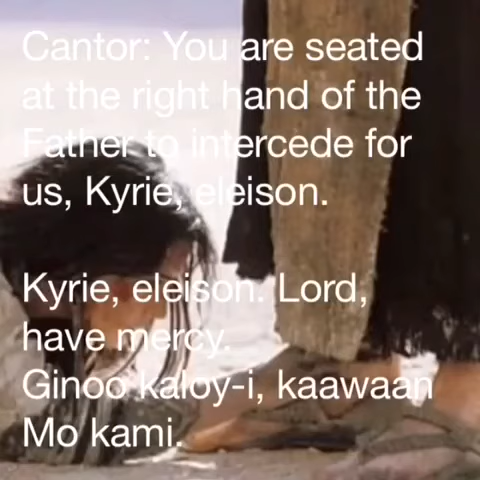 Cantor: You are seated
at the right hand of the
Father to intercede for
us, Kyrie, eleison.
Kyrie, eleison. Lord,
have mercy.
Ginoo kaloy-i, kaawaan
Mo kami.